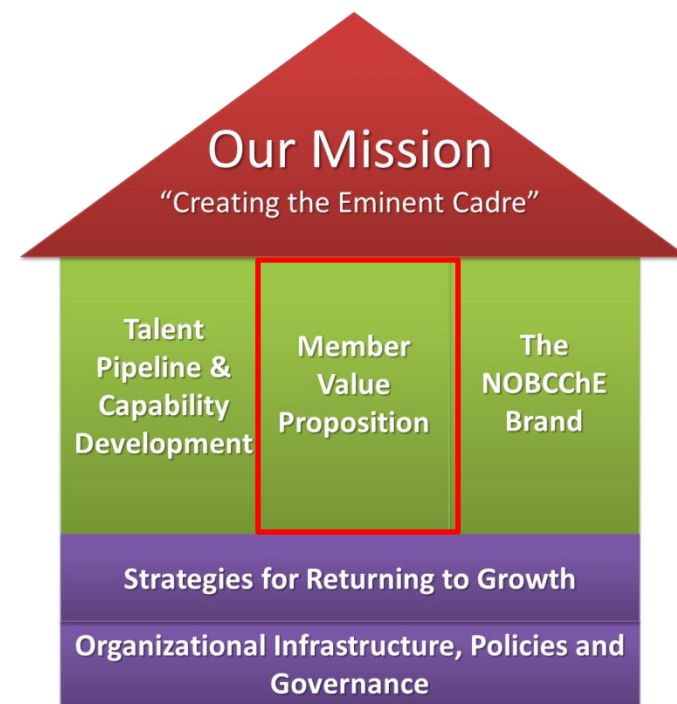 Our Mission
“Creating the Eminent Cadre”
Talent
Pipeline &
Capability
Development
Member
Value
Proposition
The
NOBCChE
Brand
Strategies for Returning to Growth
Organizational Infrastructure, Policies and
Governance